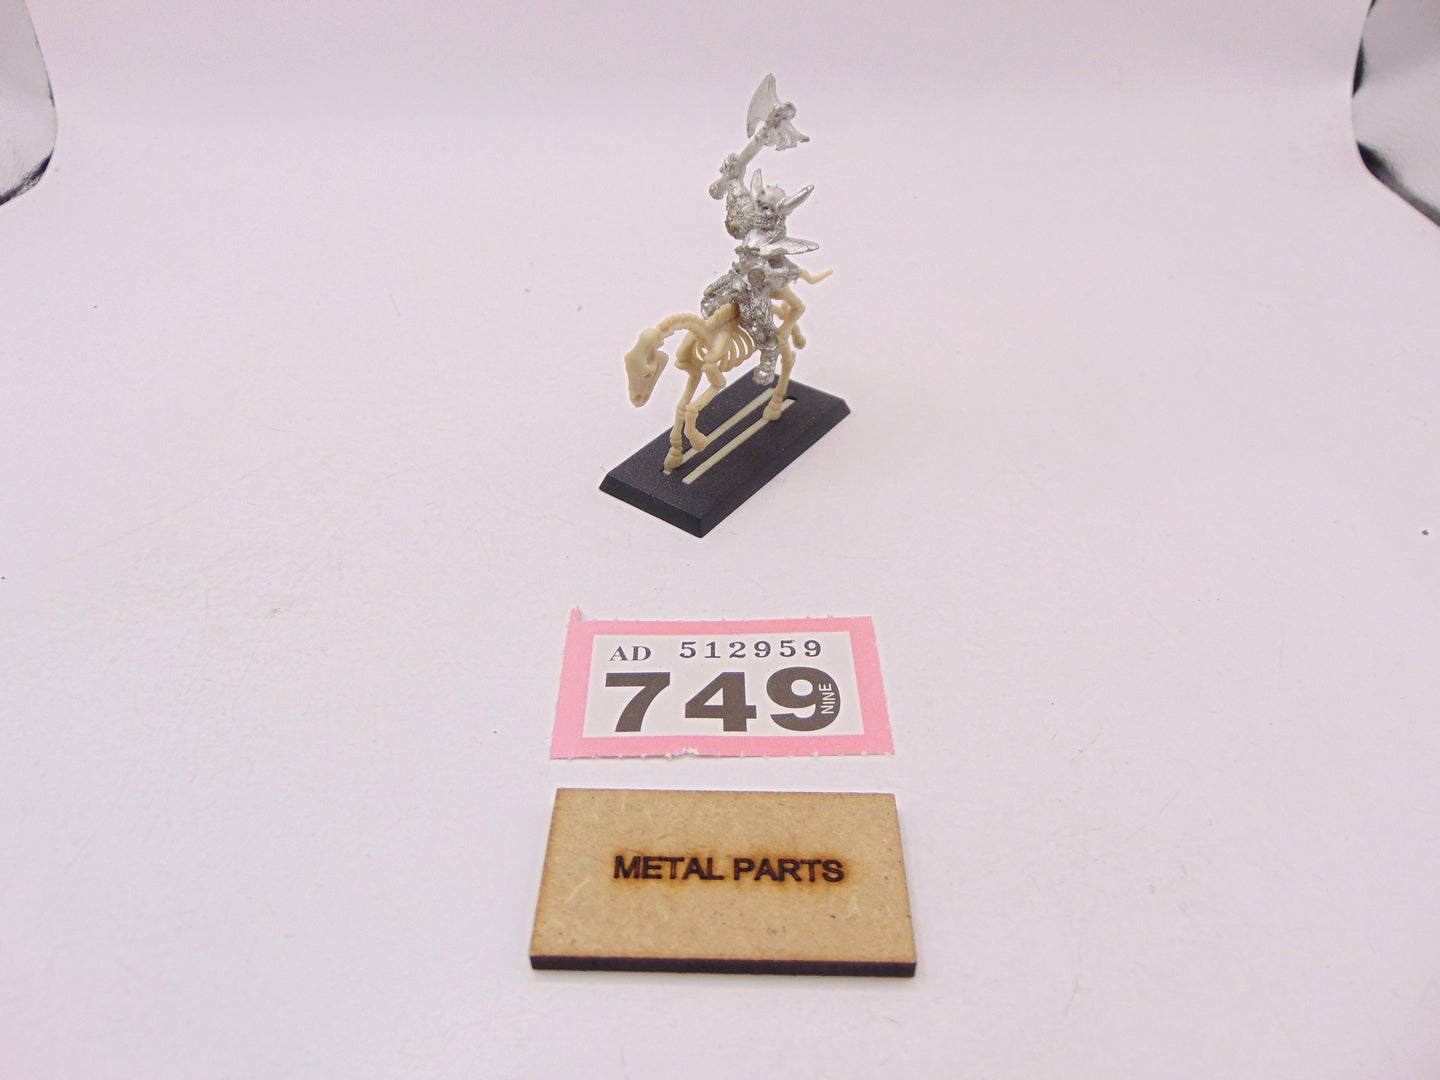 AD 512959
749
NINE
METAL PARTS